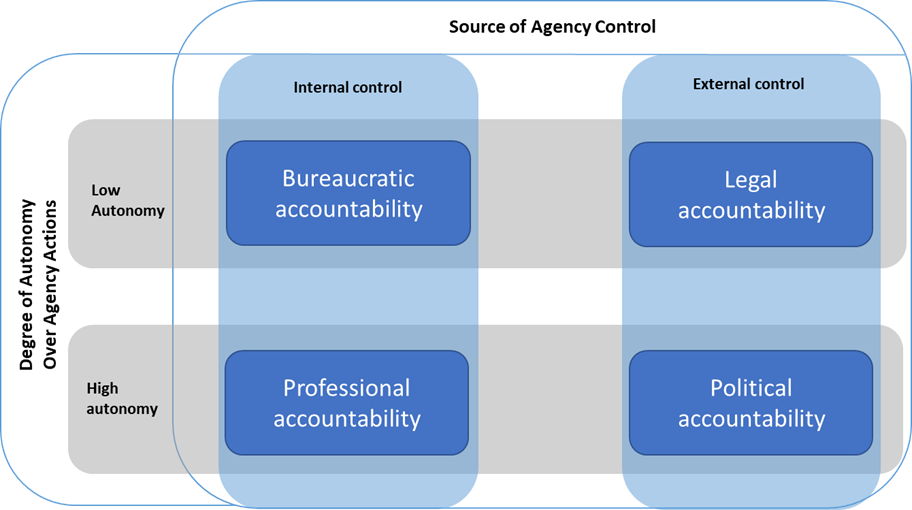 Source of Agency Control
Internal control
External control
Degree of Autonomy
Over Agency Actions
Low
Autonomy
Bureaucratic
accountability
Legal
accountability
High
autonomy
Professional
accountability
Political
accountability